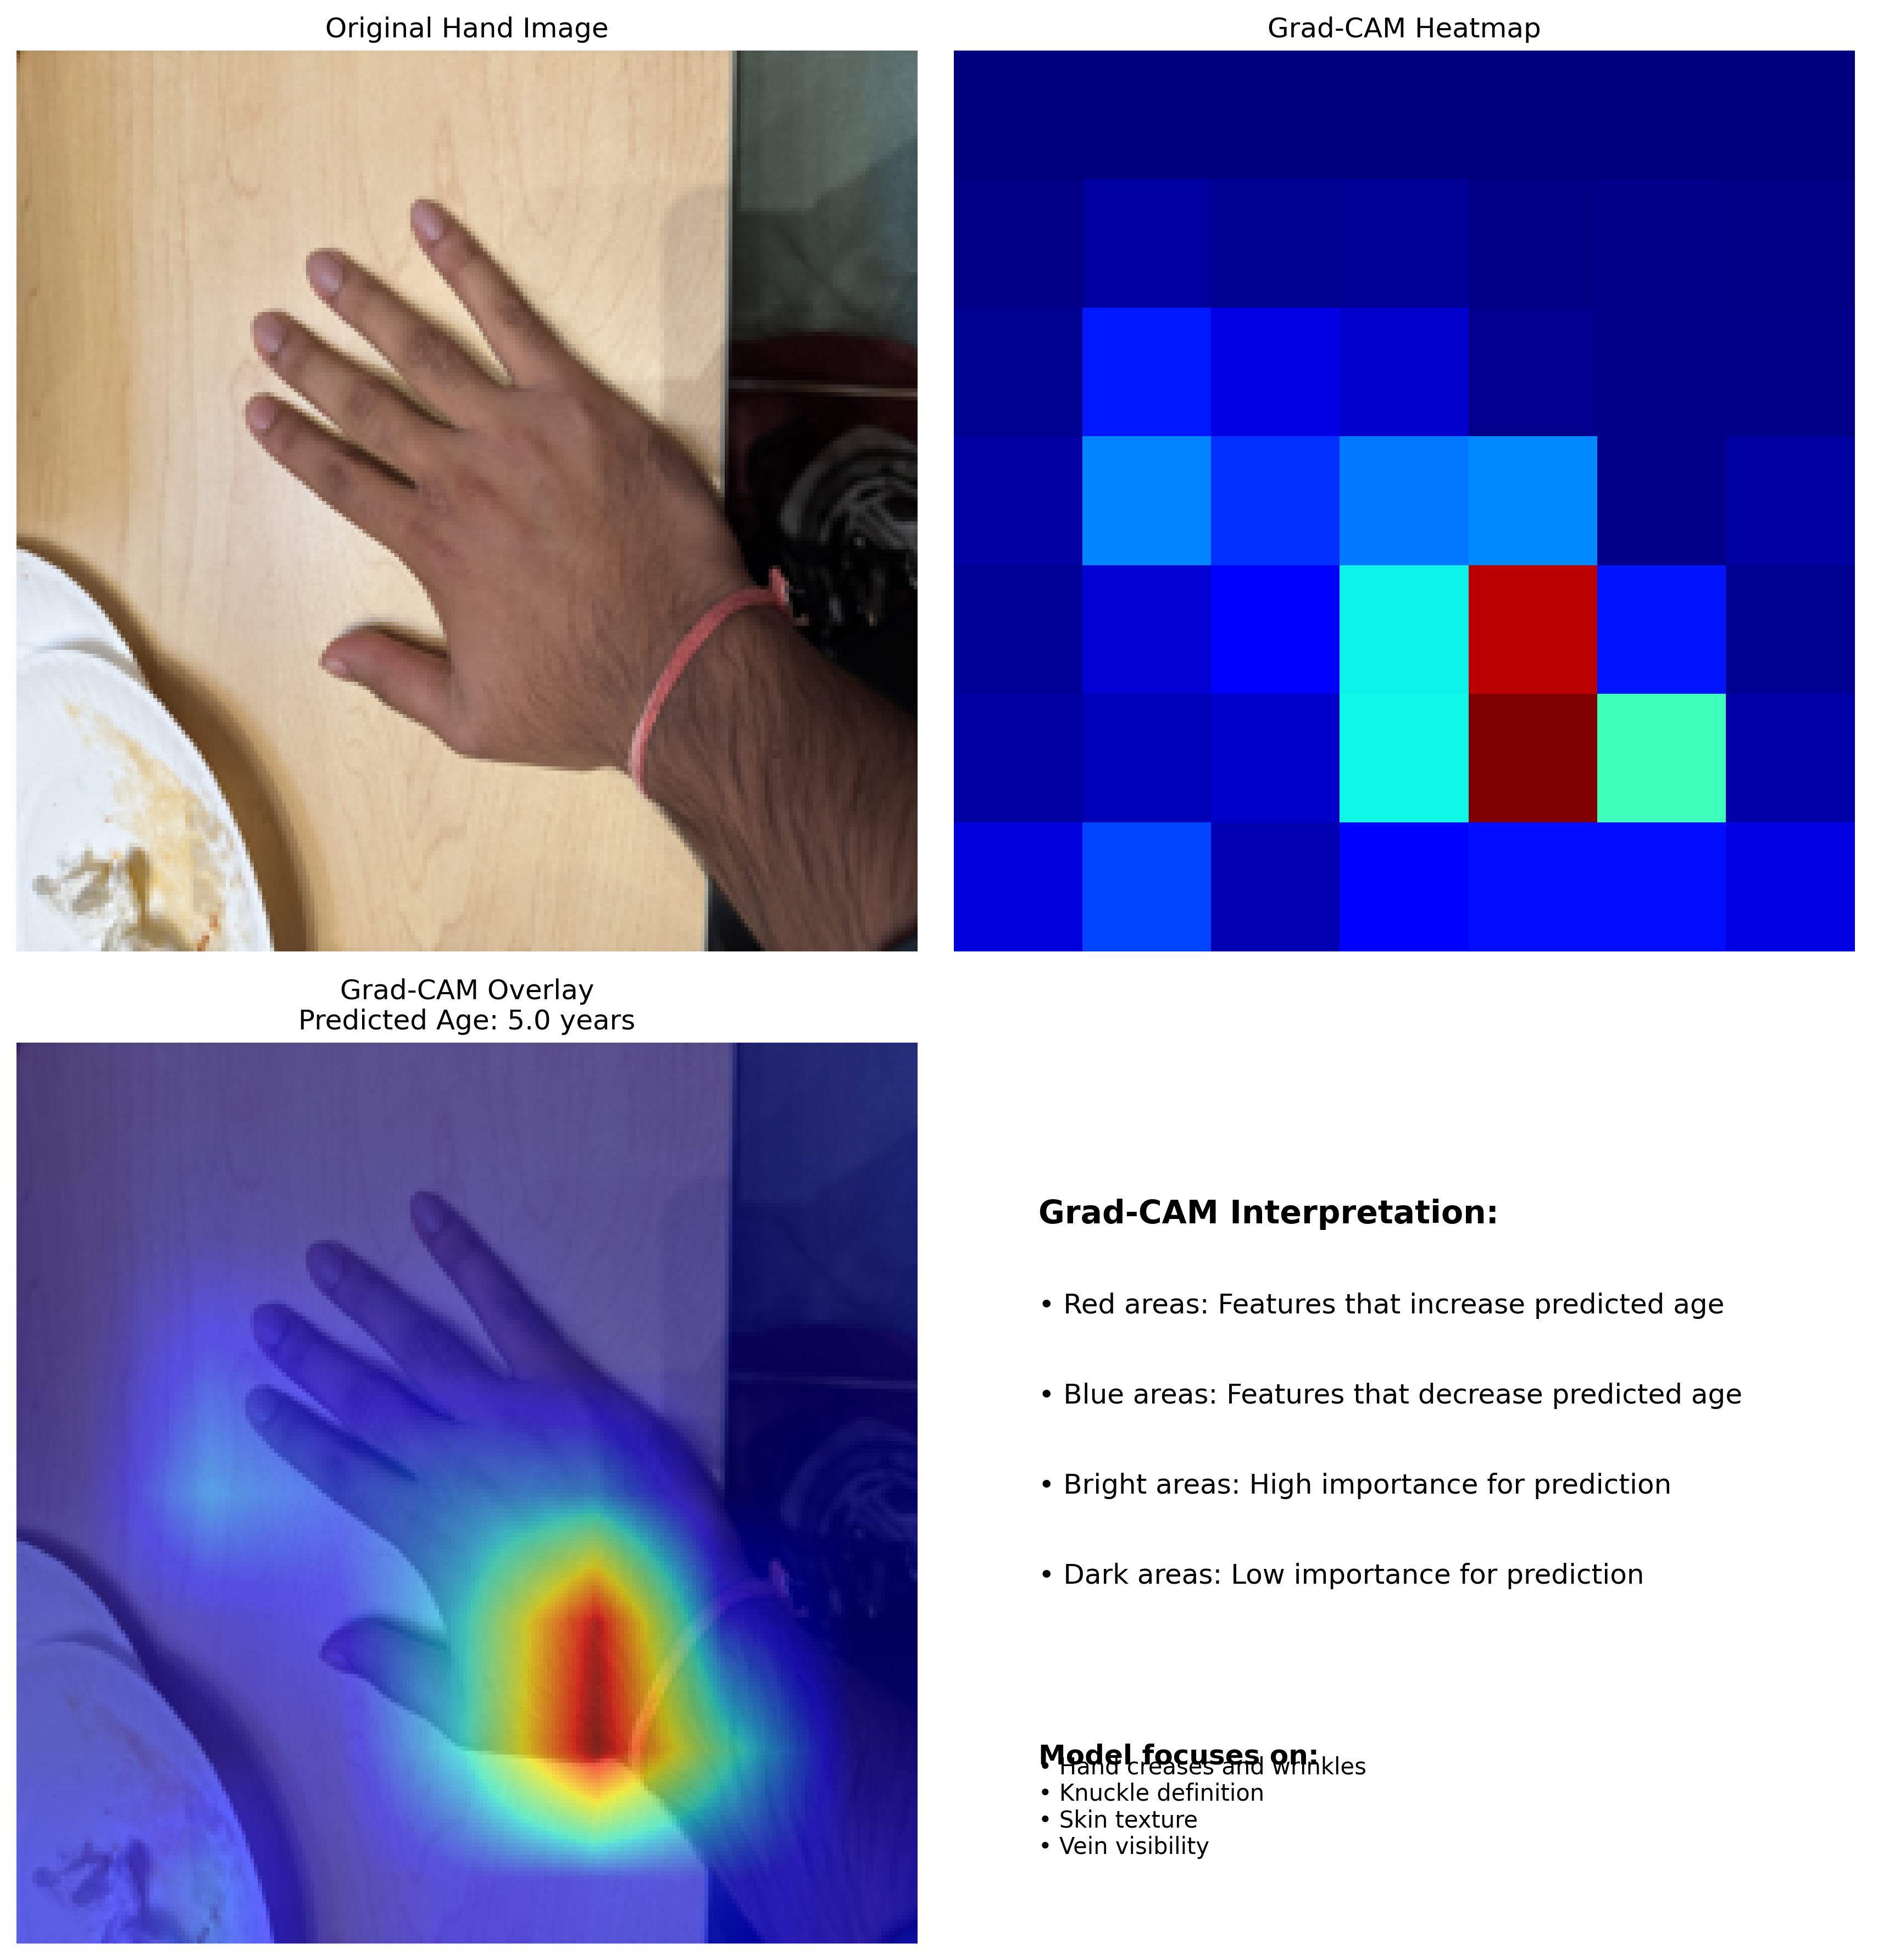 Original Hand Image
Grad-CAM Heatmap
Grad-CAM Overlay
Predicted Age: 5.0 years
Grad-CAM Interpretation:
• Red areas: Features that increase predicted age
• Blue areas: Features that decrease predicted age
• Bright areas: High importance for prediction
• Dark areas: Low importance for prediction
Model focuses on:
• Hand creases and wrinkles
• Knuckle definition
• Skin texture
• Vein visibility